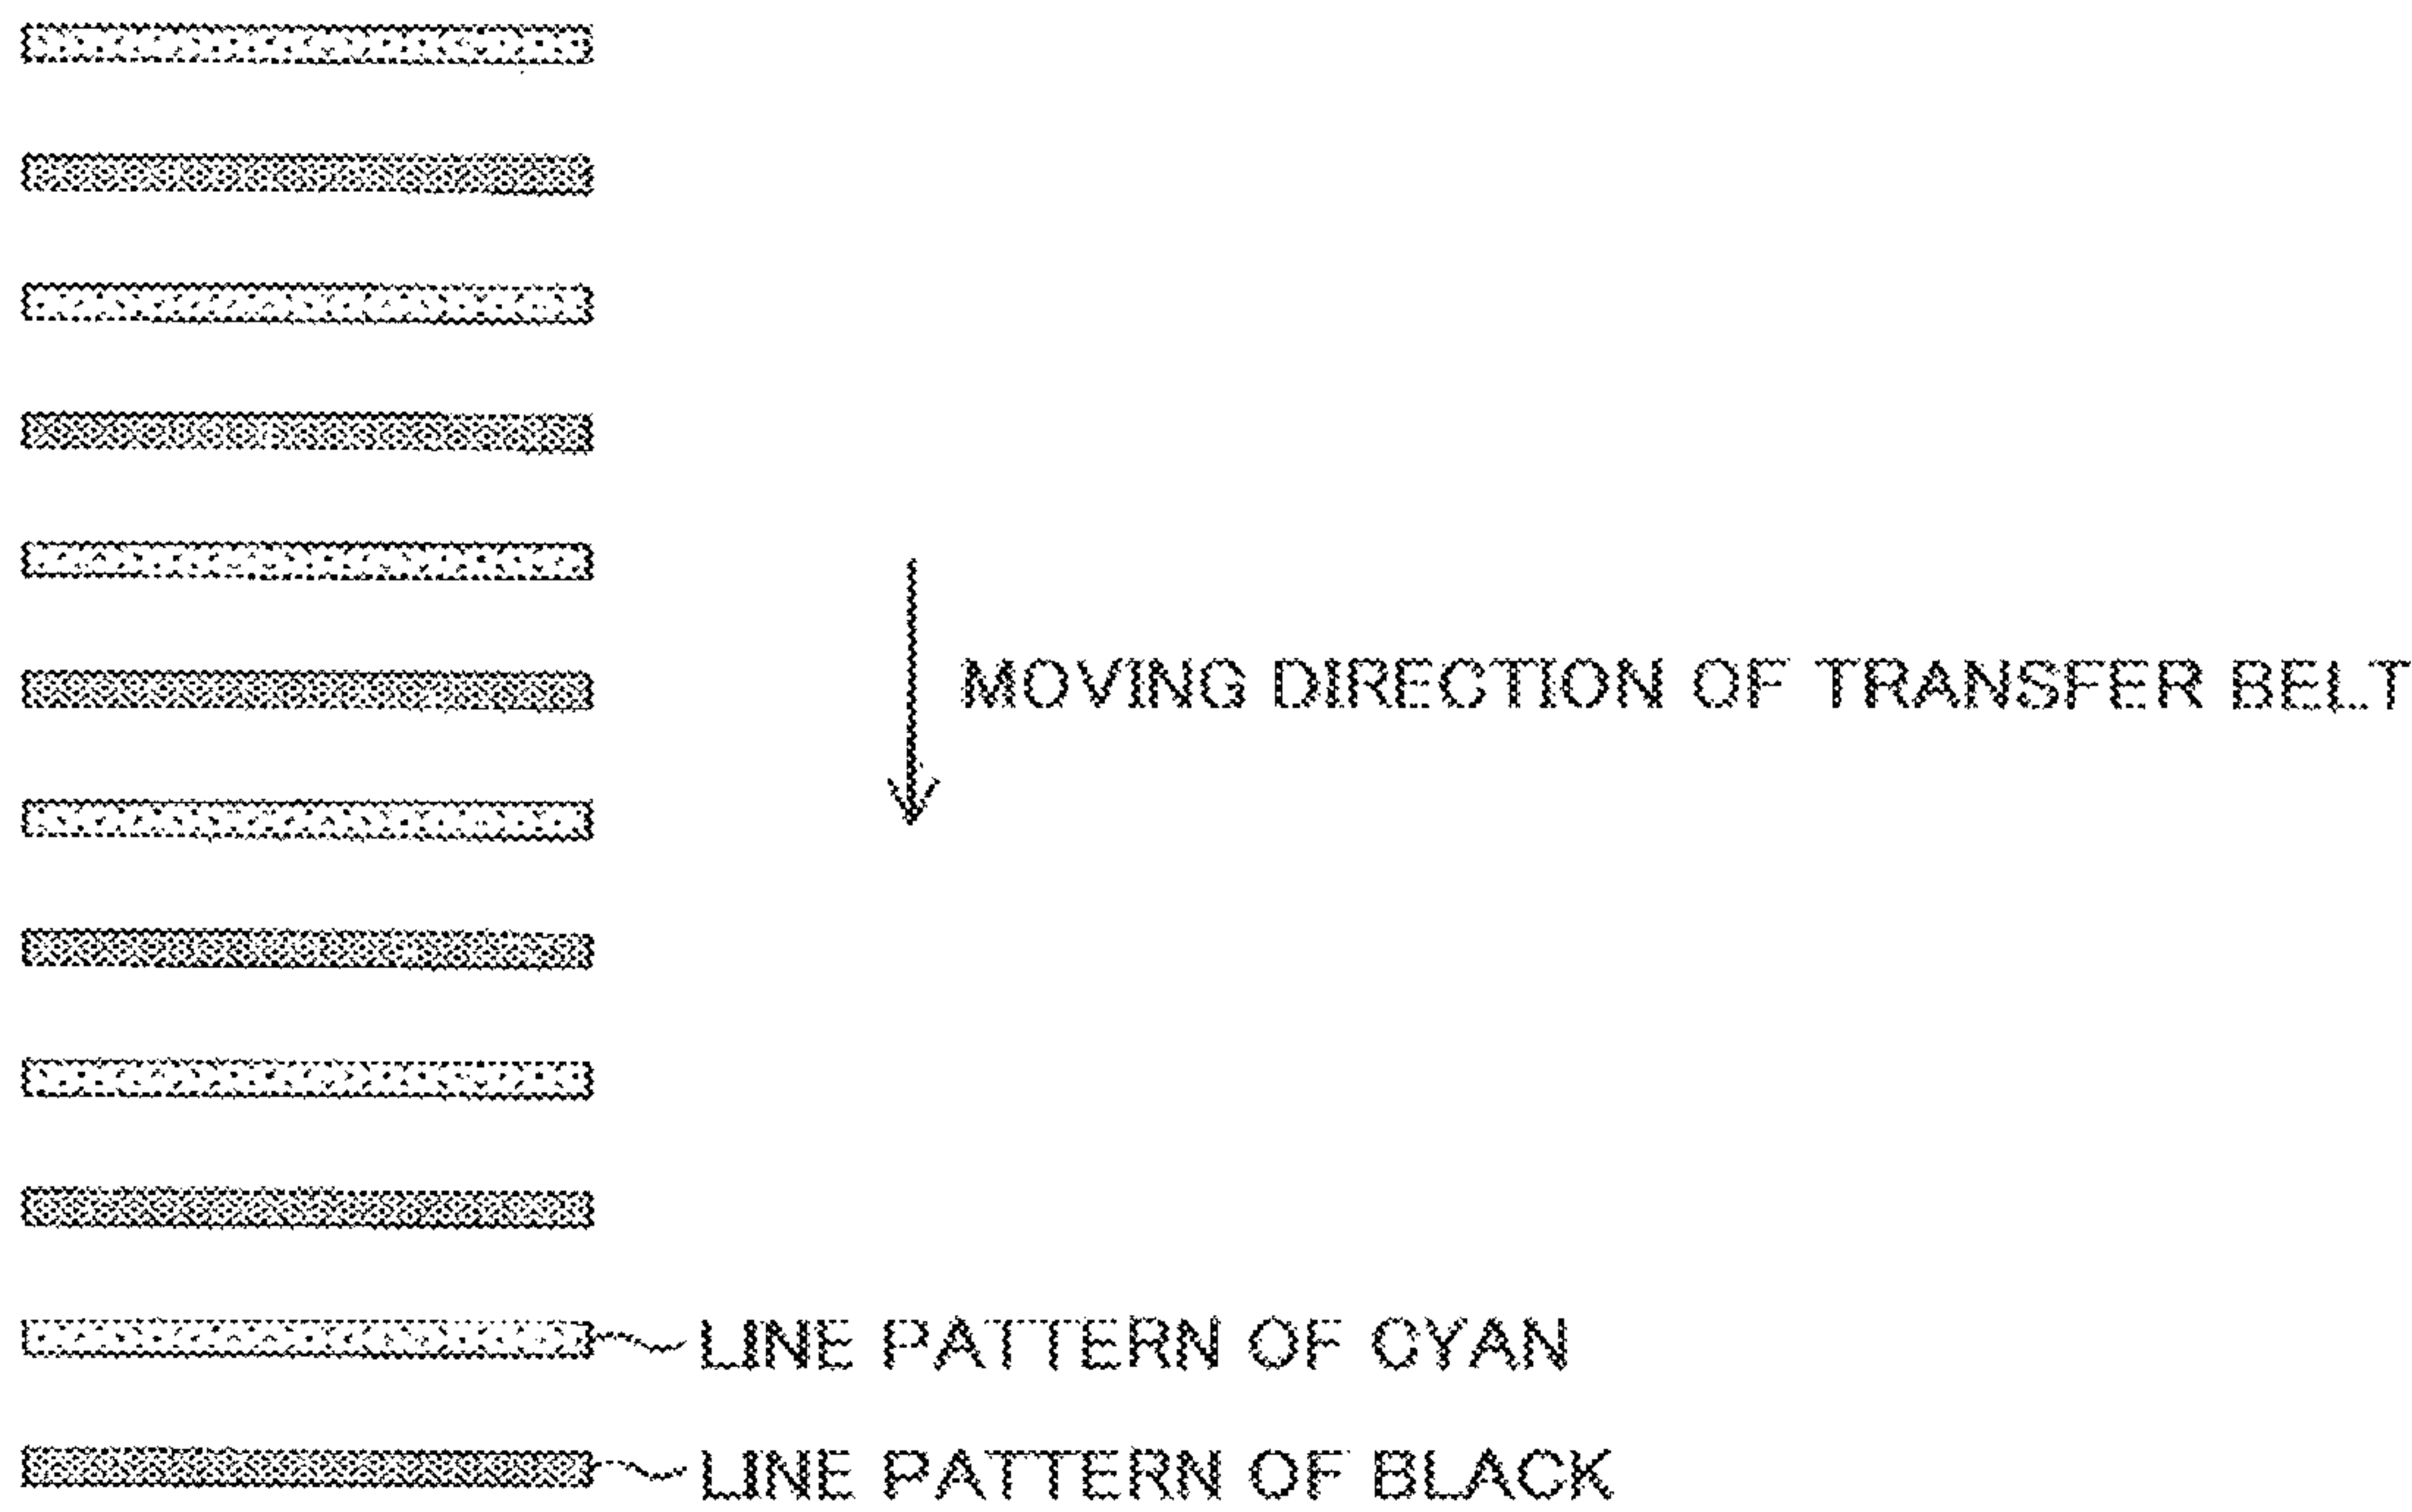 MOVING DIRECTION OF TRANSFER BELT
LINE PATTERN OF CYAN
LINE PATTERN OF BLACK